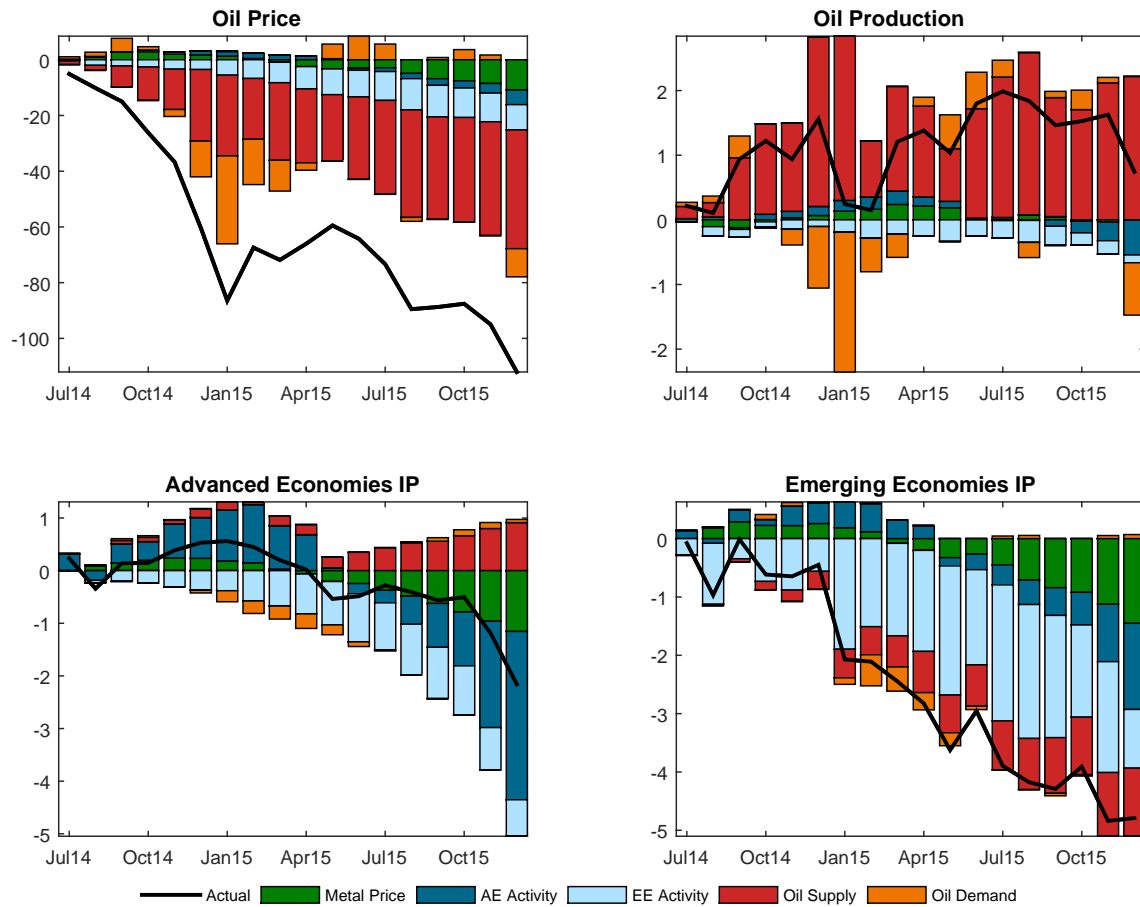 Oil Price
0
-20
-40
-60
-80
-100
Jul14 Oct14 Jan15 Apr15 Jul15 Oct15
Oil Production
2
1
0
-1
-2
Jul14 Oct14 Jan15 Apr15 Jul15 Oct15
Advanced Economies IP
1
0
-1
-2
-3
-4
-5
Jul14 Oct14 Jan15 Apr15 Jul15 Oct15
Emerging Economies IP
0
-1
-2
-3
-4
-5
Jul14 Oct14 Jan15 Apr15 Jul15 Oct15
Actual Metal Price AE Activity EE Activity Oil Supply Oil Demand